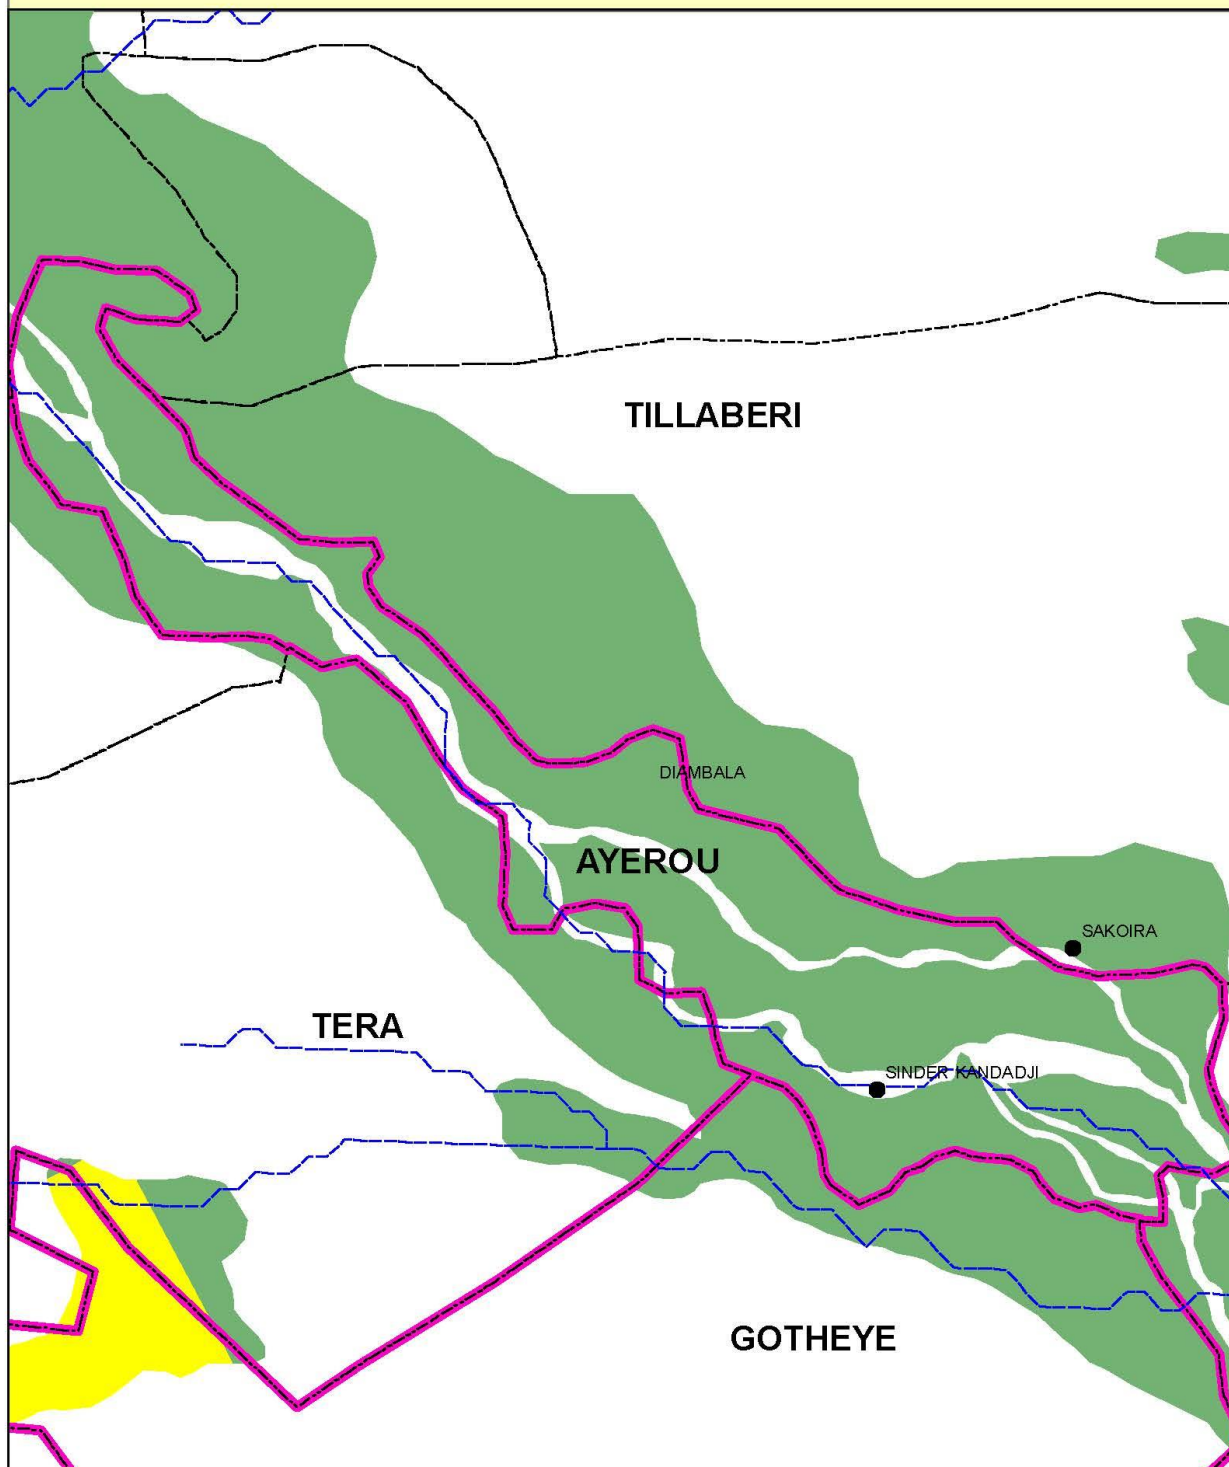 TILLABERI
DIAMBALA
AYEROU
SAKOIRA
TERA
SINDER KANDADJI
GOTHEYE